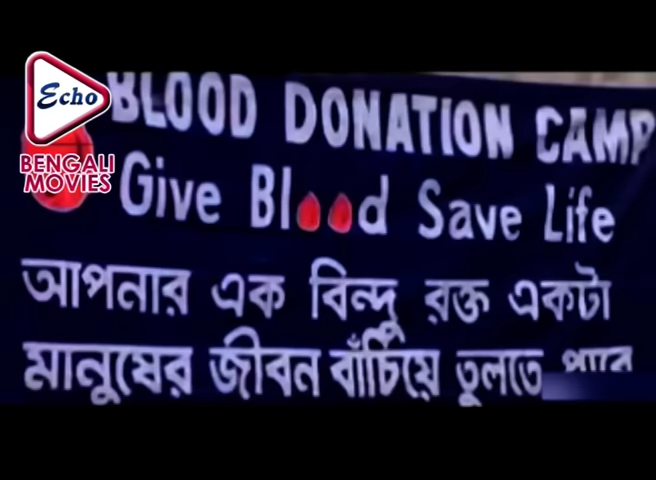 Echo
BENGALI
MOVIES
BLOOD DONATION CAMP
Give Blood Save Life
আপনার এক বিন্দু রক্ত একটা
মানুষের জীবন বাঁচিয়ে তুলতে পারে